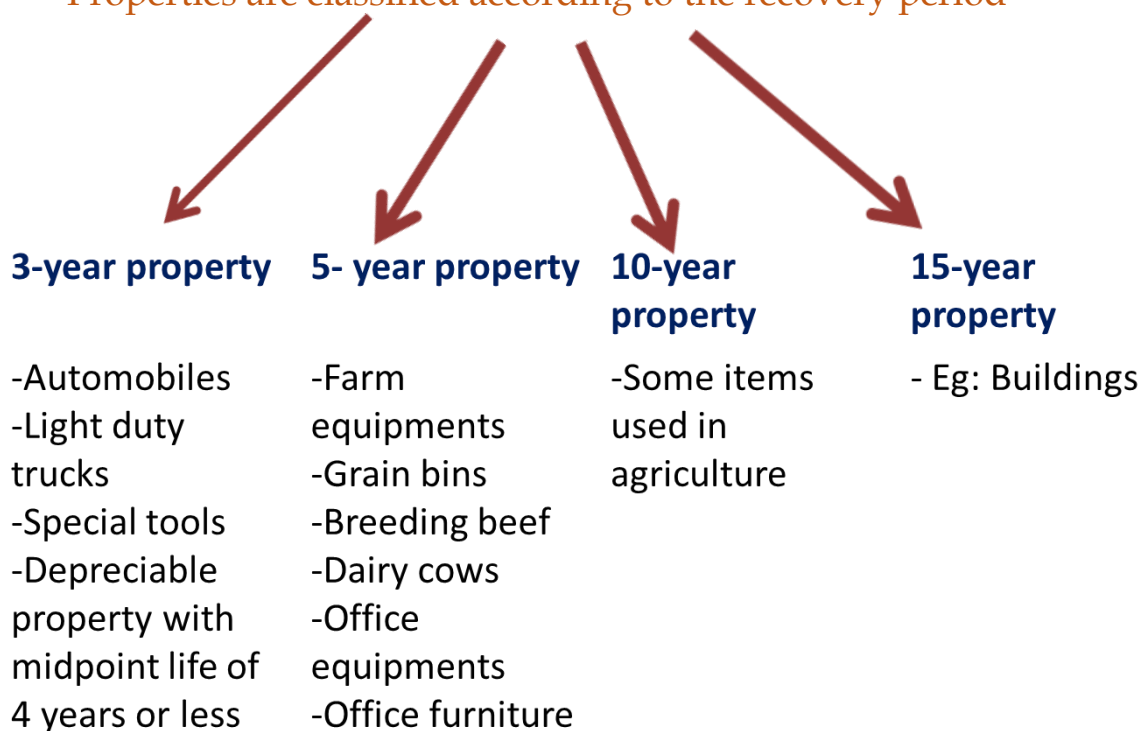 Properties are classified according to the recovery period
3-year property
-Automobiles
-Light duty
trucks
-Special tools
-Depreciable
property with
midpoint life of
4 years or less
5- year property
-Farm
equipments
-Grain bins
-Breeding beef
-Dairy cows
-Office
equipments
-Office furniture
10-year
property
-Some items
used in
agriculture
15-year
property
- Eg: Buildings